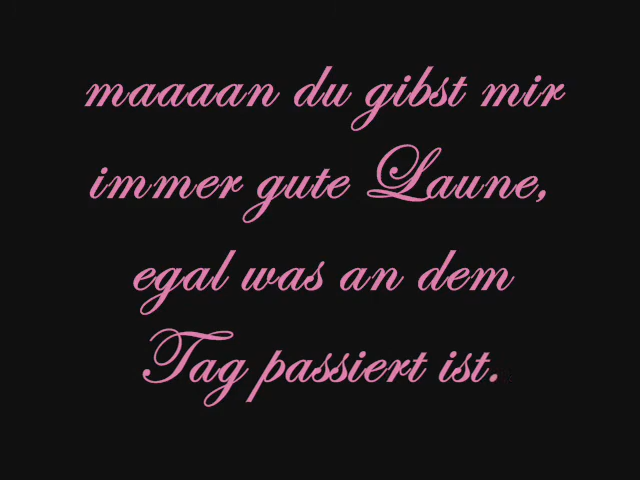 maaaan du gibst mir
immer gute Laune,
egal was an dem
Tag passiert ist.